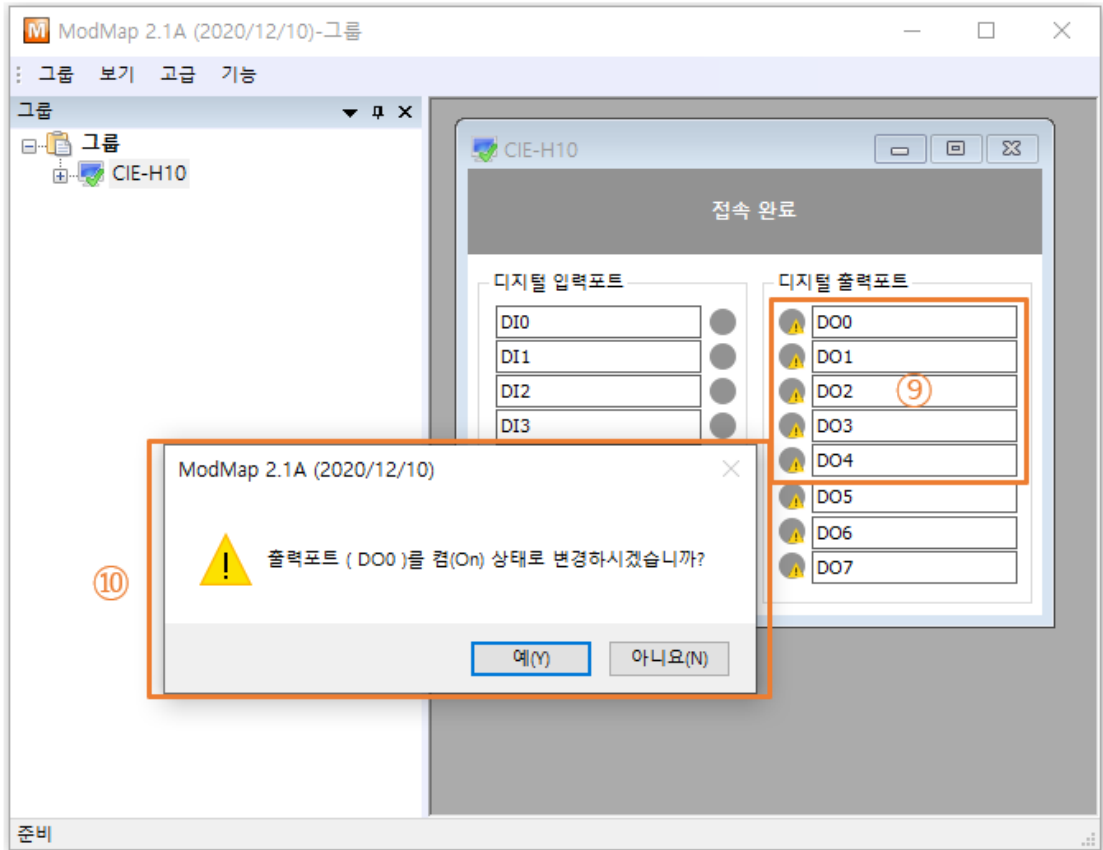 ModMap 2.1A (2020/12/10)-그룹
그룹 보기 고급 기능
그룹
그룹
CIE-H10
CIE-H10
접속 완료
디지털 입력포트
DI0
DI1
DI2
DI3
디지털 출력포트
DO0
DO1
DO2
DO3
DO4
DO5
DO6
DO7
⑨
ModMap 2.1A (2020/12/10)
출력포트 ( DO0 )를 켬(On) 상태로 변경하시겠습니까?
예(Y) 아니요(N)
⑩
준비